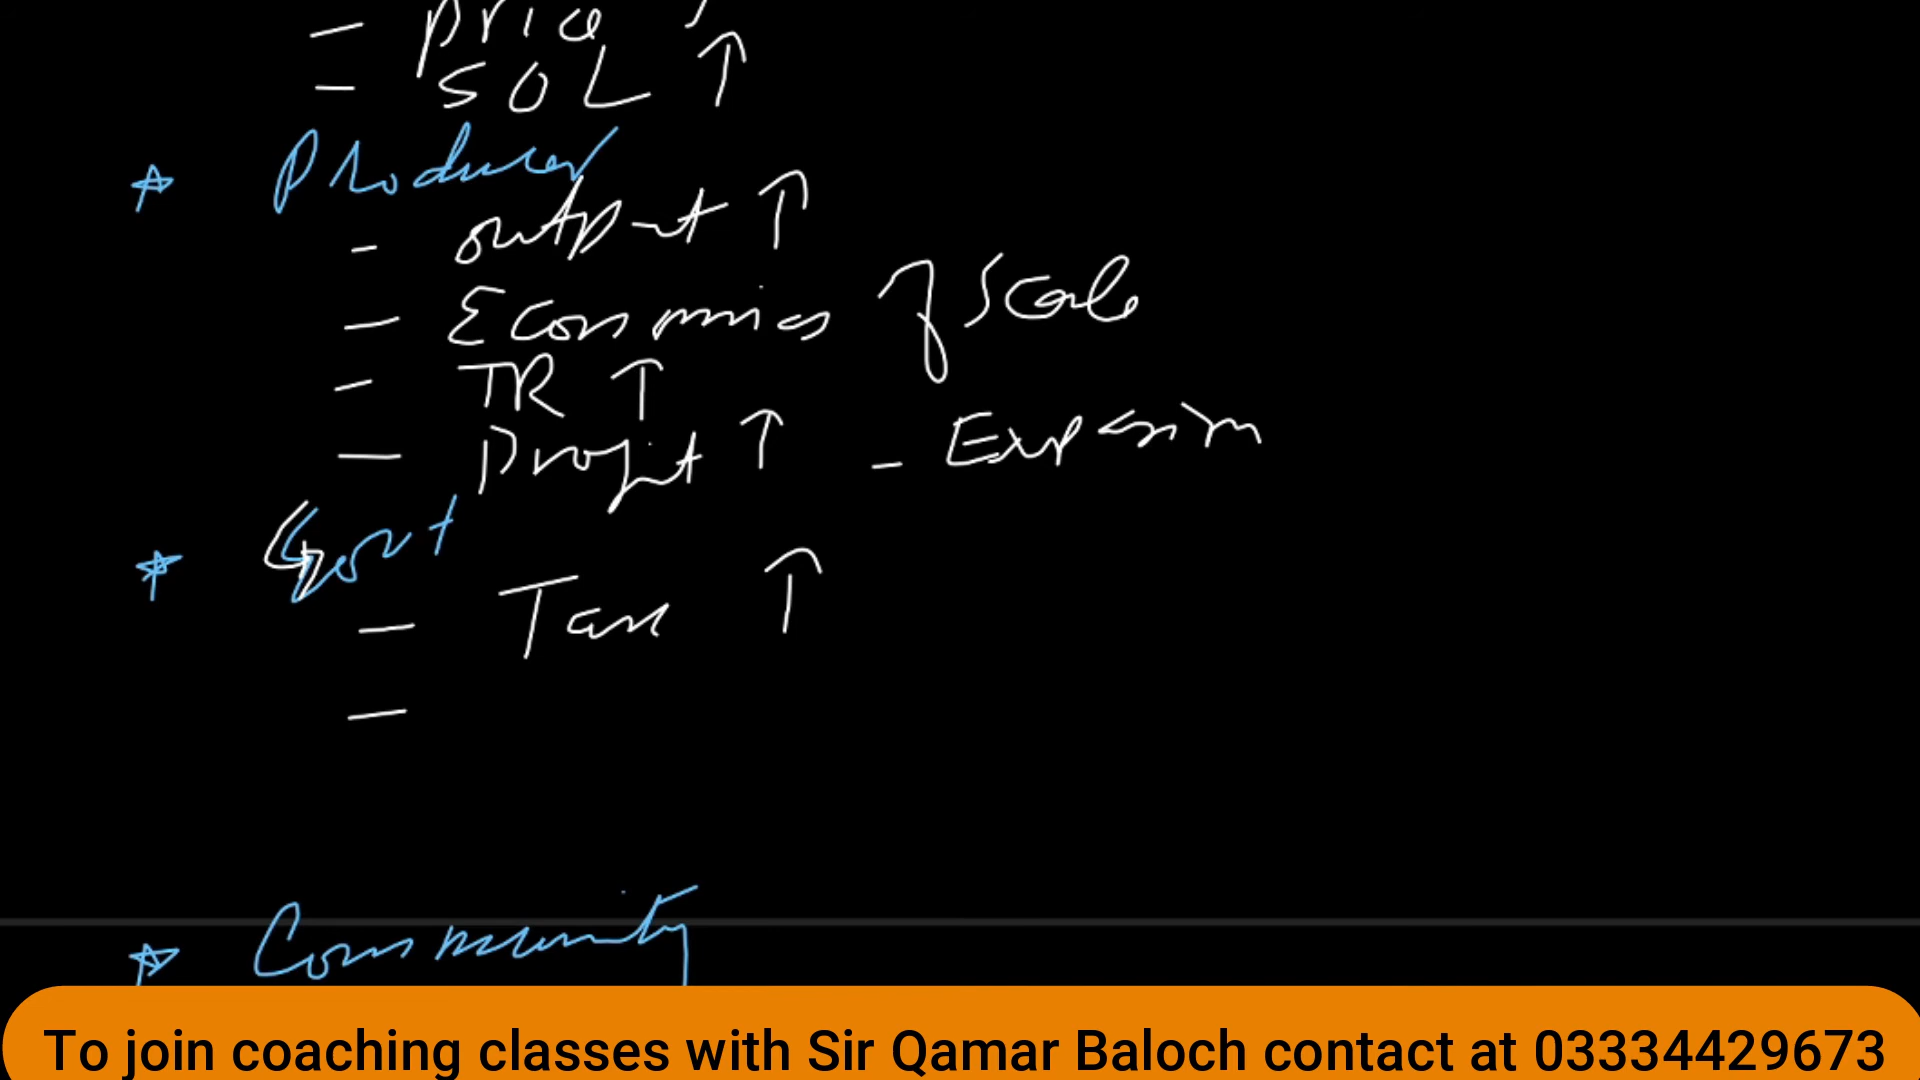 - Price
- SOL ↑
* Producer
- output ↑
- Economies of Scale
- TR ↑
- Profit ↑ - Expansion
* Govt
- Tax ↑
-
* Community
To join coaching classes with Sir Qamar Baloch contact at 03334429673